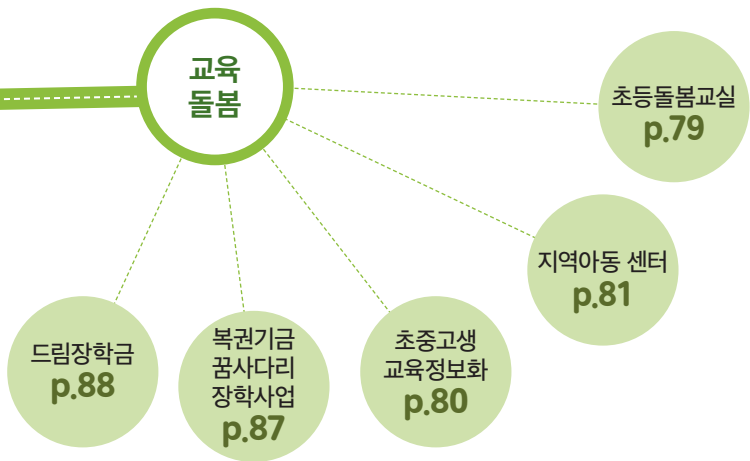 교육
돌봄
초등돌봄교실
p.79
지역아동 센터
p.81
초중고생
교육정보화
p.80
복권기금
꿈사다리
장학사업
p.87
드림장학금
p.88